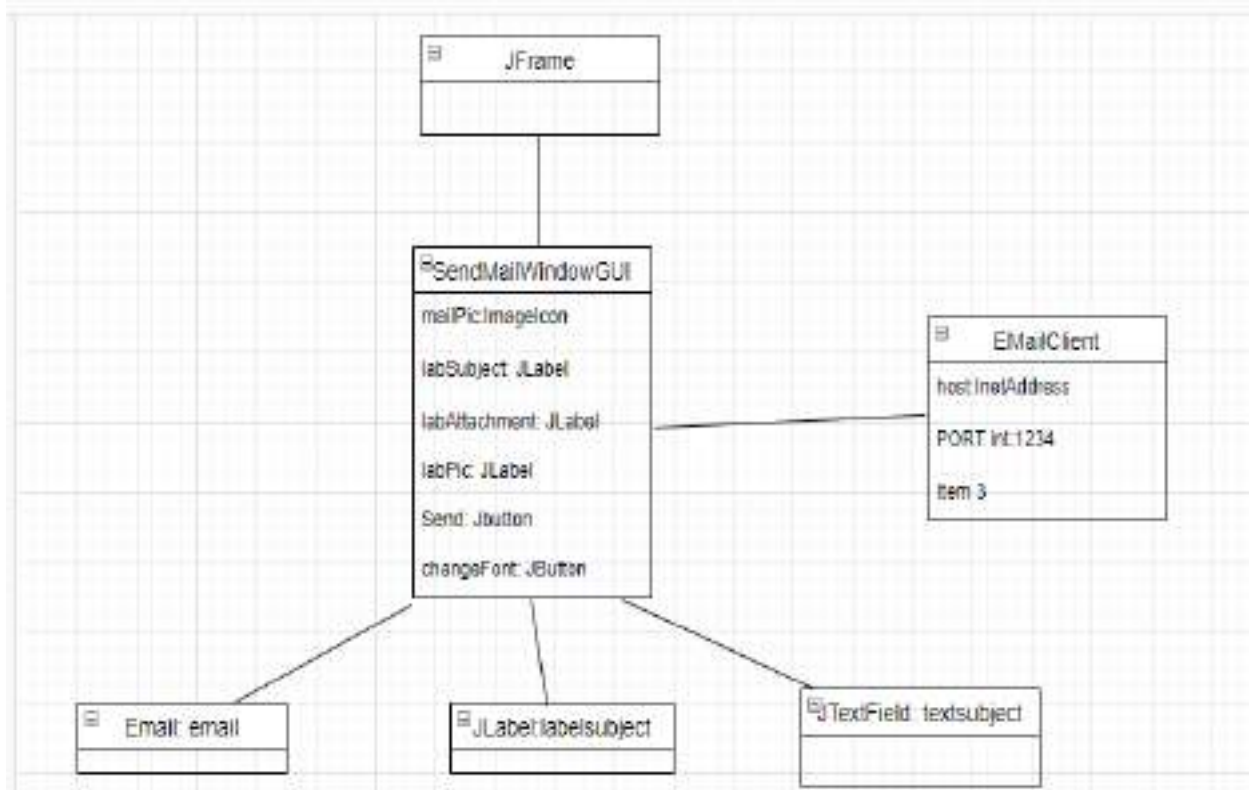 JFrame
SendMailWindowGUI
mailPic:ImageIcon
labSubject: JLabel
labAttachment: JLabel
labPic: JLabel
Send: Jbutton
changeFont: JButton
EMailClient
host:InetAddress
PORT int:1234
Item 3
Email: email
JLabel:labelsubject
JTextField: textsubject